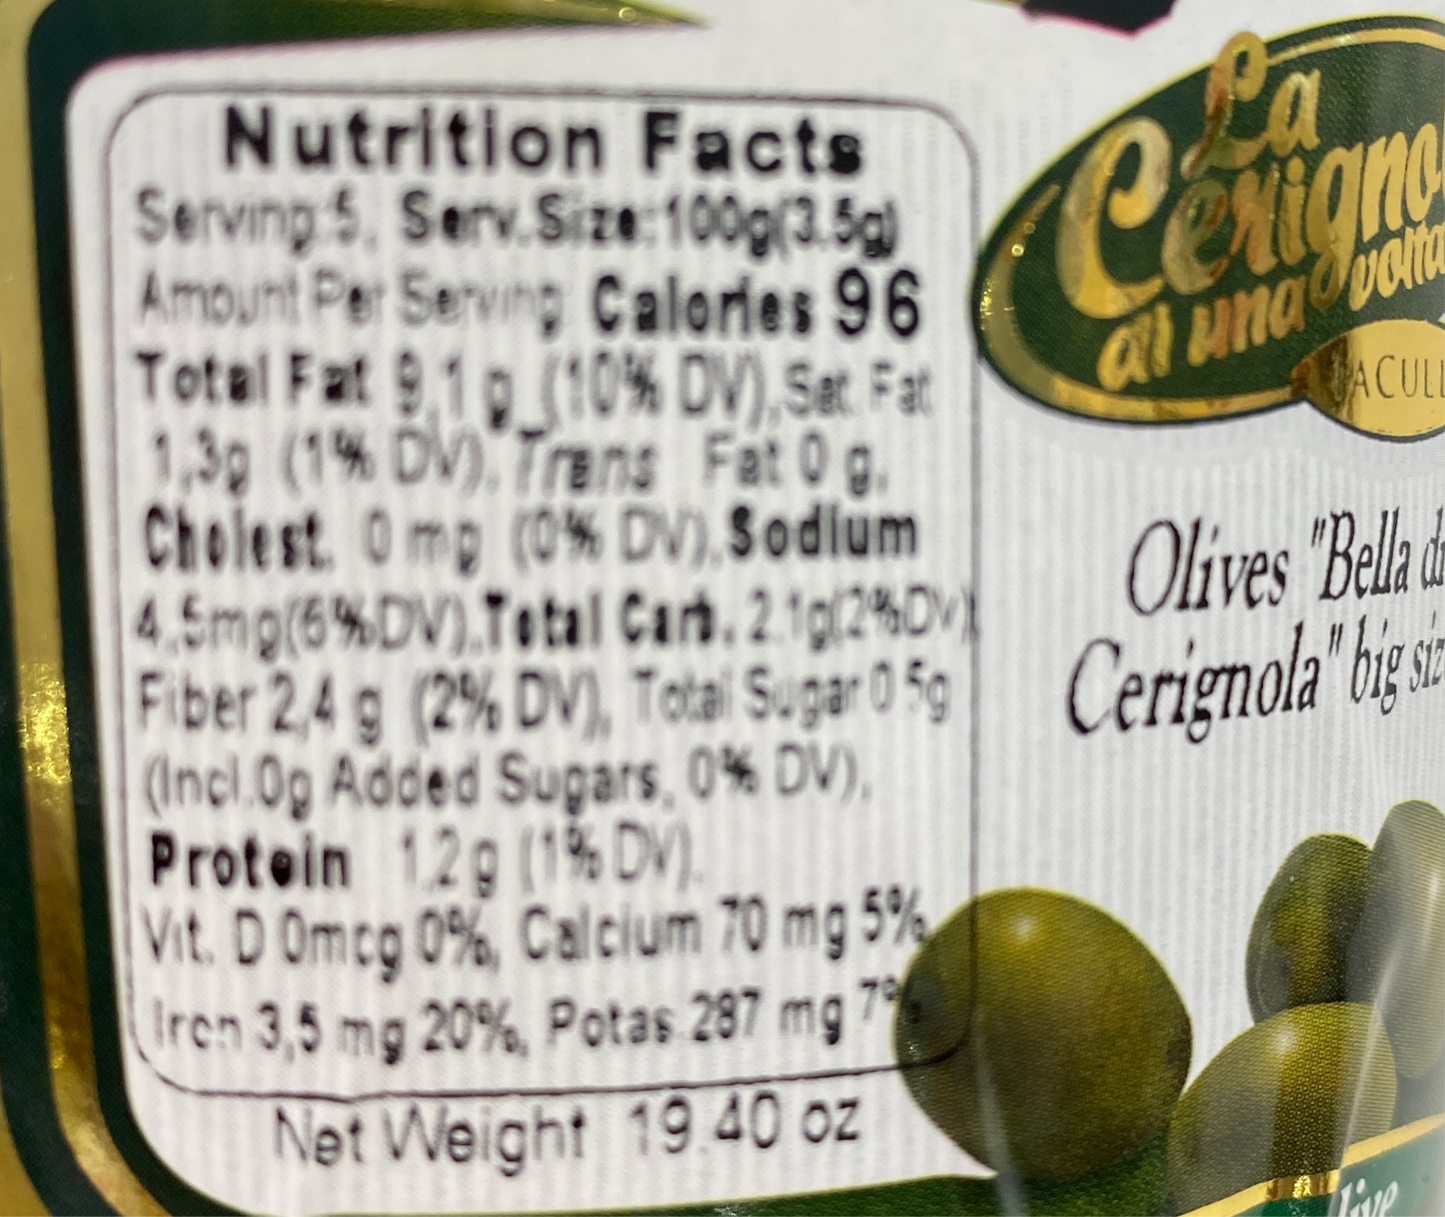 Nutrition Facts
Serving:5, Serv.Size:100g(3.5g)
Amount Per Serving Calories 96
Total Fat 9,1 g (10% DV),Sat. Fat
1,3g (1% DV), Trans Fat 0 g,
Cholest. 0 mg (0% DV), Sodium
4,5mg(6%DV),Total Carb. 2.1g(2%DV),
Fiber 2,4 g (2% DV), Total Sugar 0.5g
(Incl.0g Added Sugars, 0% DV),
Protein 1.2 g (1% DV).
Vit. D 0mcg 0%, Calcium 70 mg 5%,
Iron 3,5 mg 20%, Potas.287 mg 7%
Net Weight 19.40 oz
La
Cerigno
di una volta
ACULL
Olives "Bella di
Cerignola" big siz
live